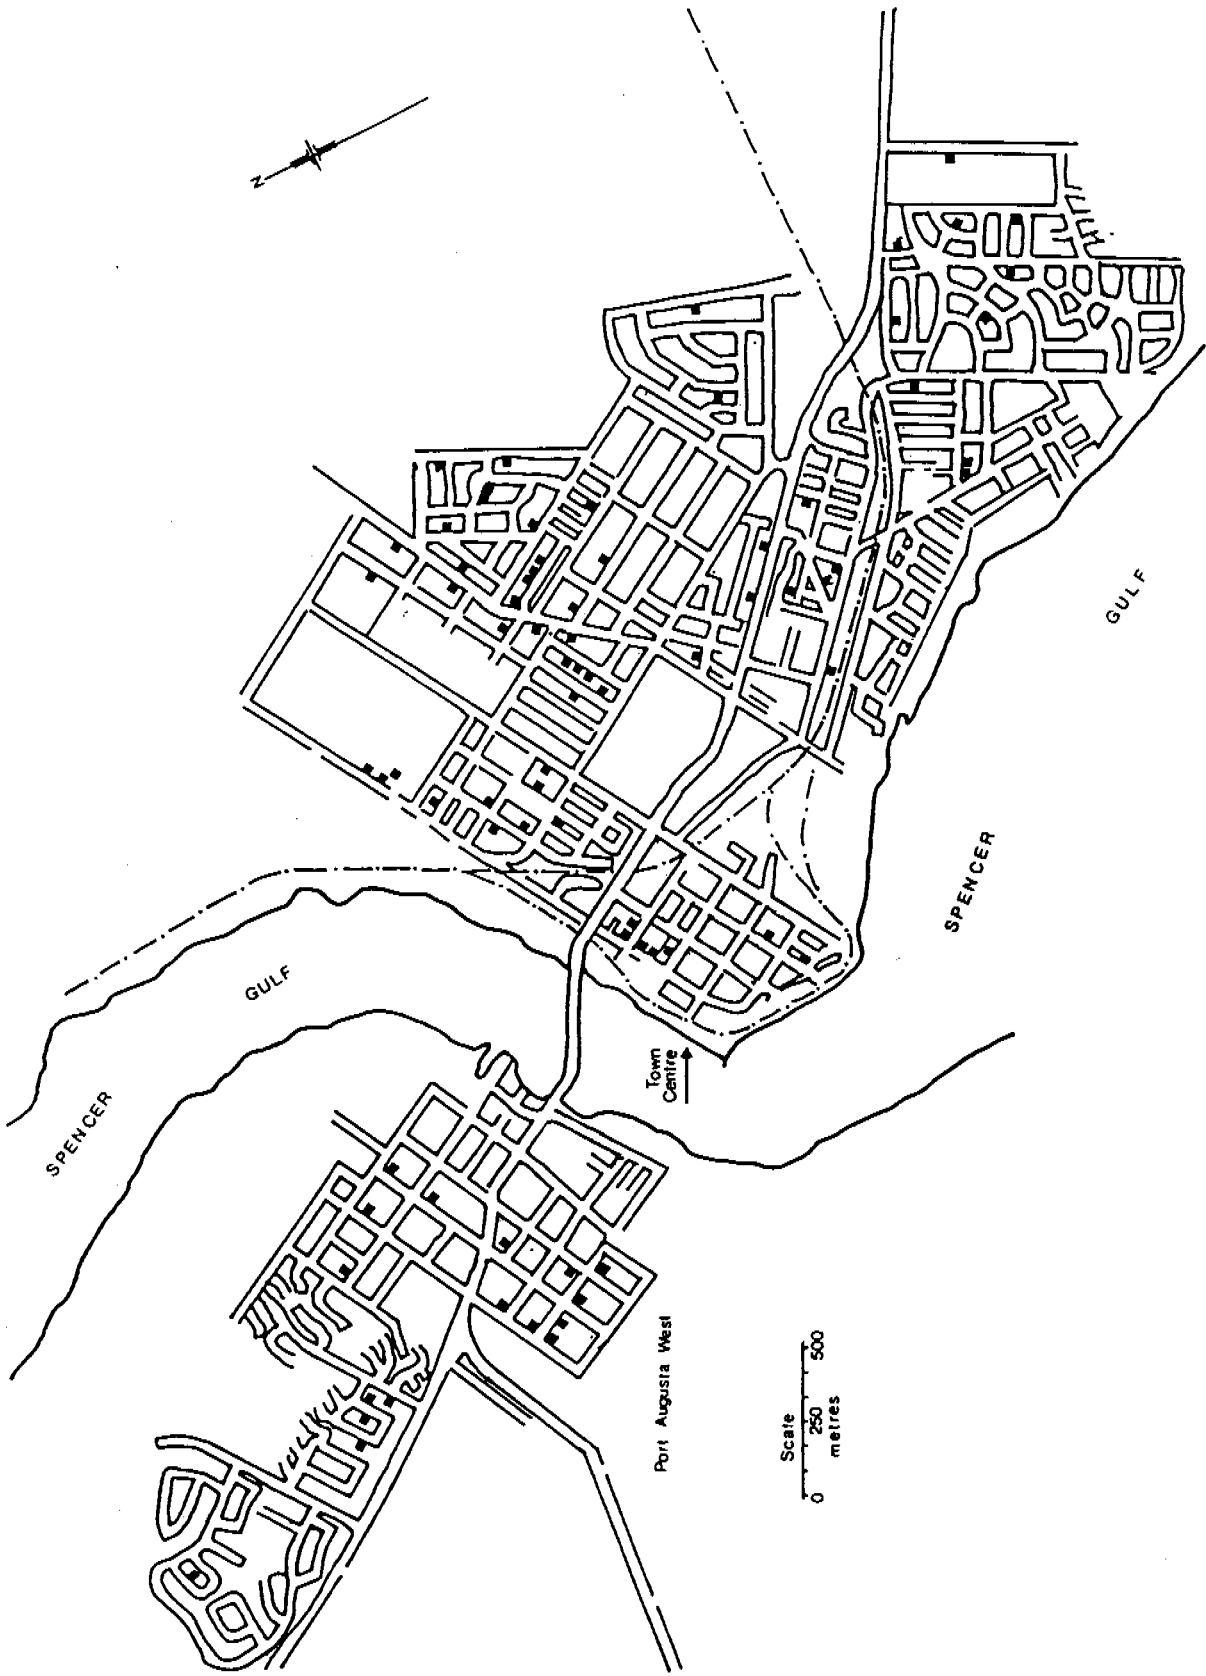 N
GULF
SPENCER
GULF
SPENCER
Town
Centre
Port Augusta West
Scale
0 250 500
metres